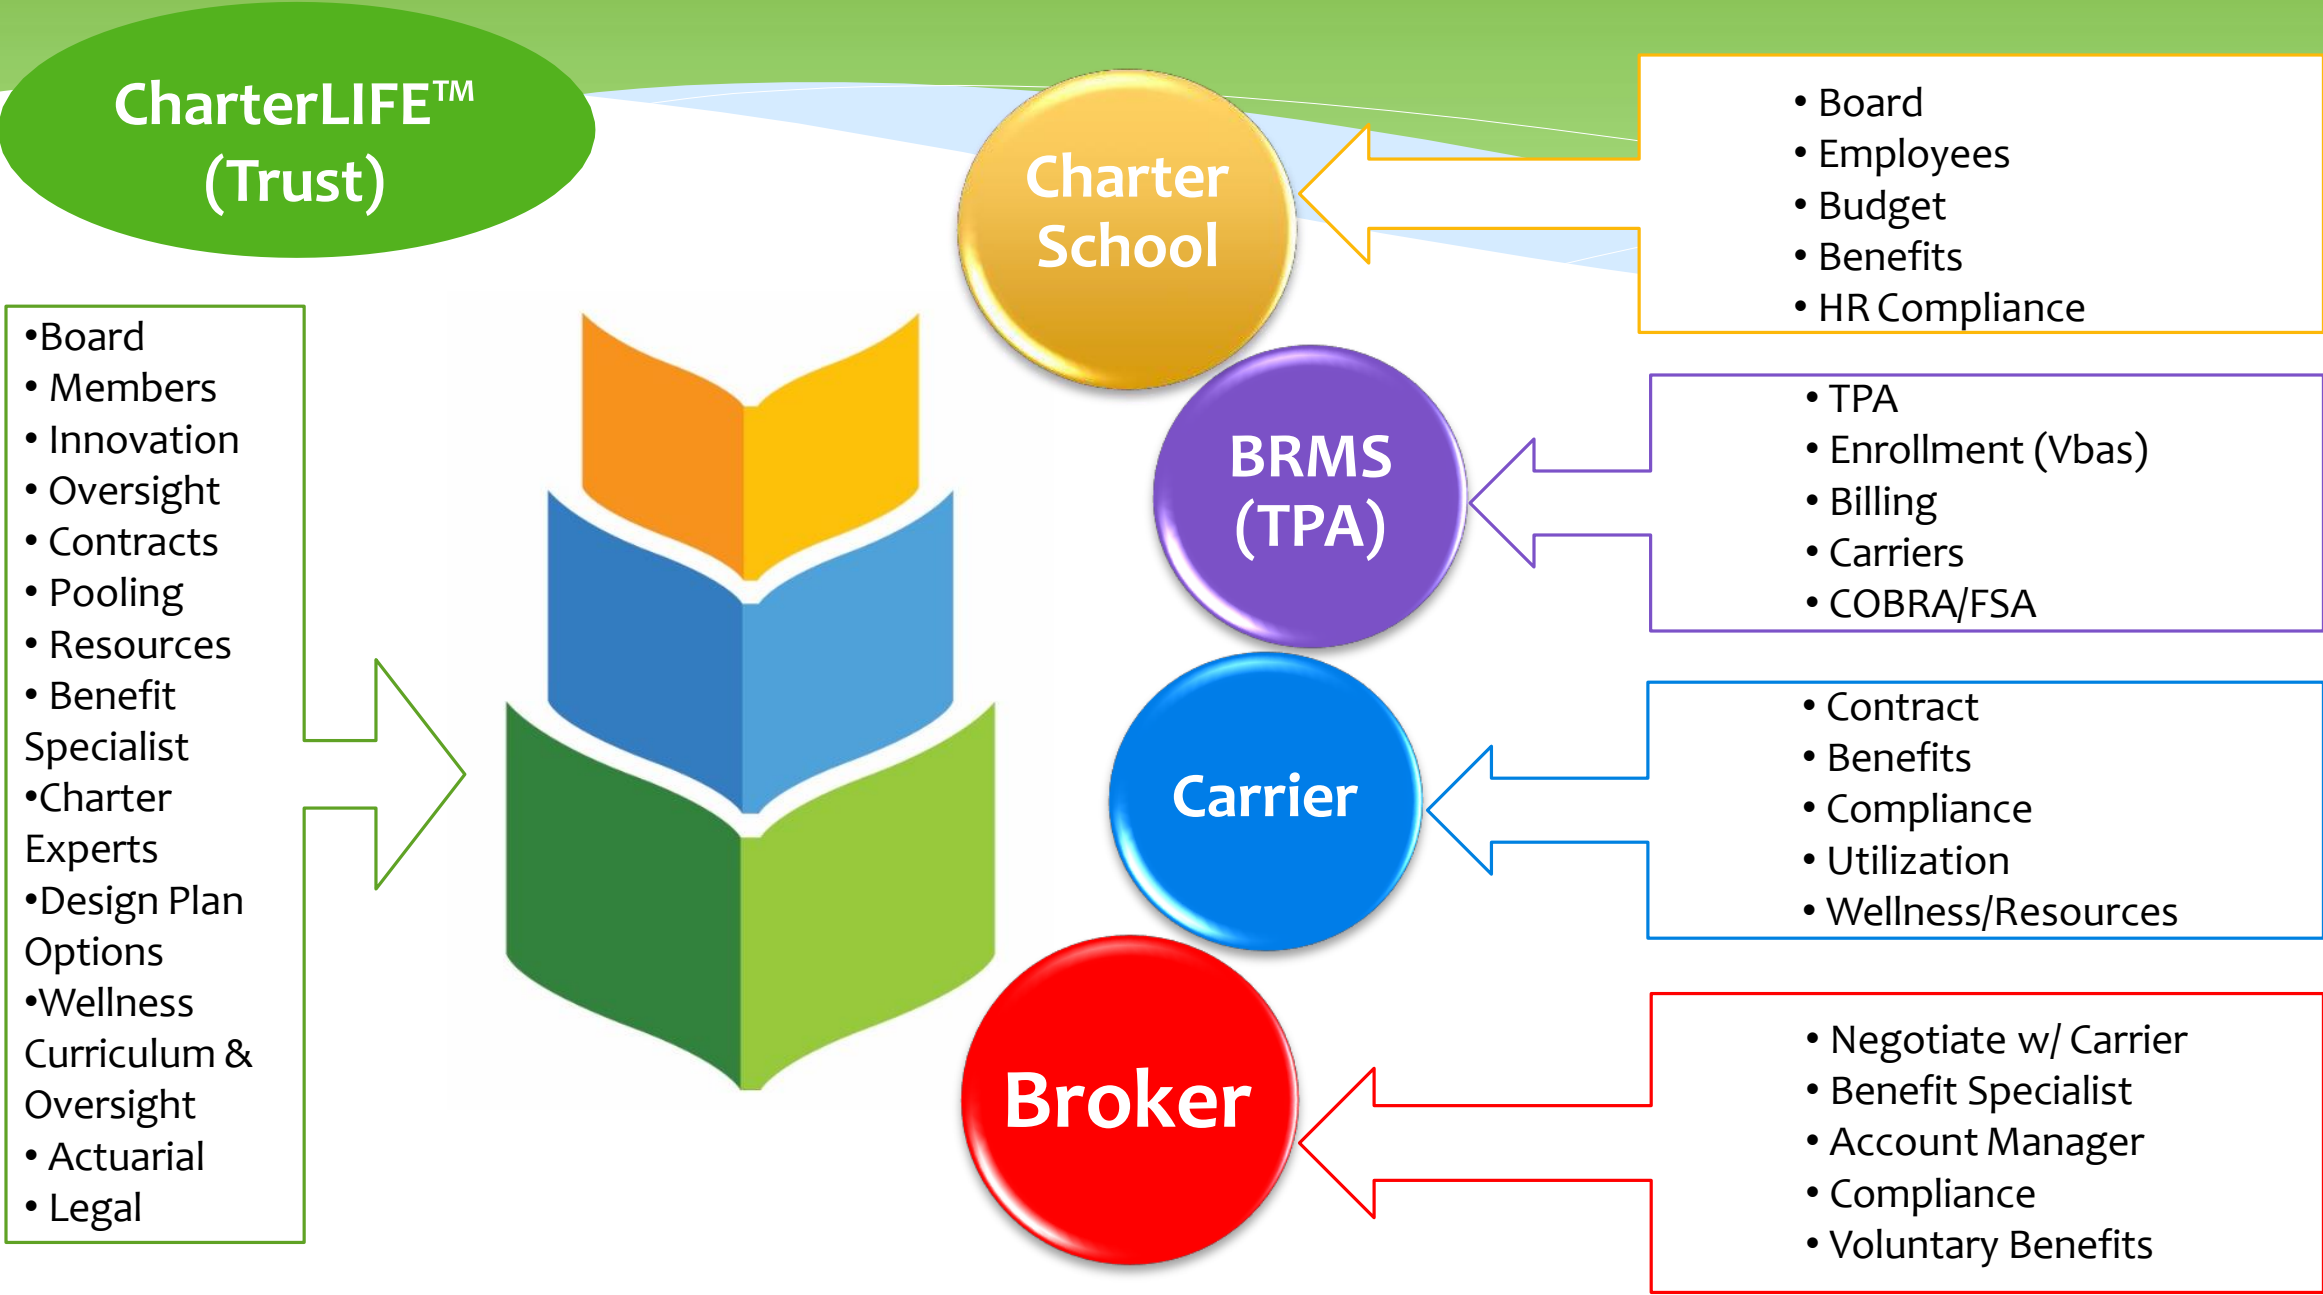 CharterLIFE™
(Trust)
•Board
• Members
• Innovation
• Oversight
• Contracts
• Pooling
• Resources
• Benefit
Specialist
•Charter
Experts
•Design Plan
Options
•Wellness
Curriculum &
Oversight
• Actuarial
• Legal
Charter
School
• Board
• Employees
• Budget
• Benefits
• HR Compliance
BRMS
(TPA)
• TPA
• Enrollment (Vbas)
• Billing
• Carriers
• COBRA/FSA
Carrier
• Contract
• Benefits
• Compliance
• Utilization
• Wellness/Resources
Broker
• Negotiate w/ Carrier
• Benefit Specialist
• Account Manager
• Compliance
• Voluntary Benefits